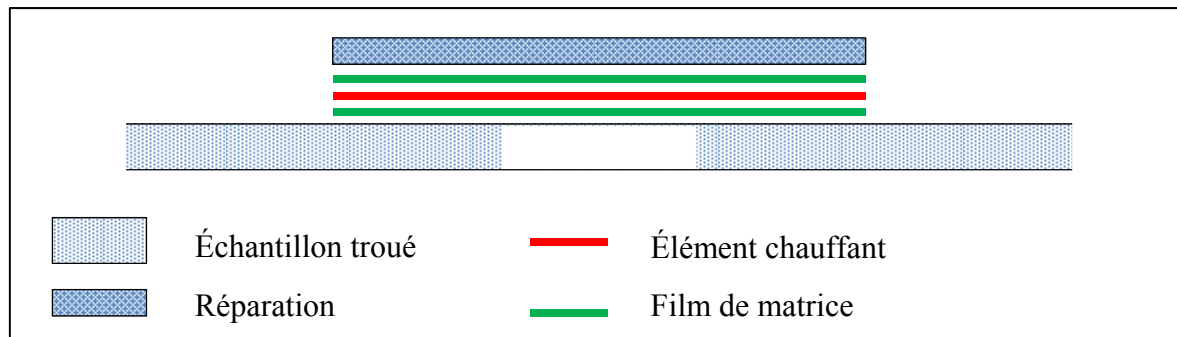 Échantillon troué
Élément chauffant
Réparation
Film de matrice